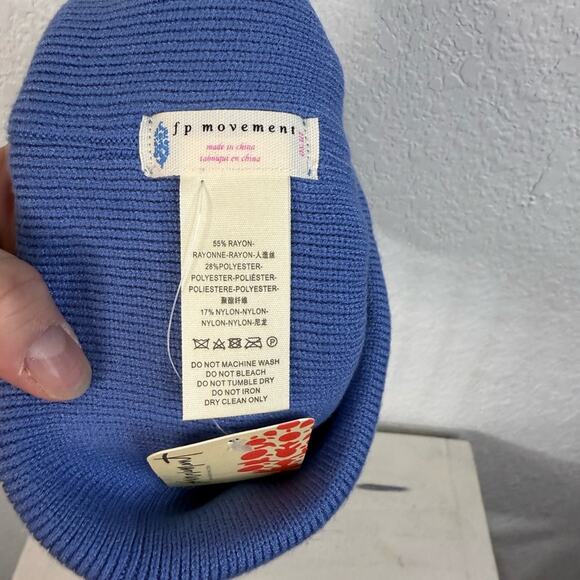 fp movement
made in china
fabriqué en chine
55% RAYON-
RAYONNE-RAYON-人造丝
28%POLYESTER-
POLYESTER-POLIÉSTER-
POLIESTERE-POLYESTER-
聚酯纤维
17% NYLON-NYLON-
NYLON-NYLON-尼龙
P
DO NOT MACHINE WASH
DO NOT BLEACH
DO NOT TUMBLE DRY
DO NOT IRON
DRY CLEAN ONLY